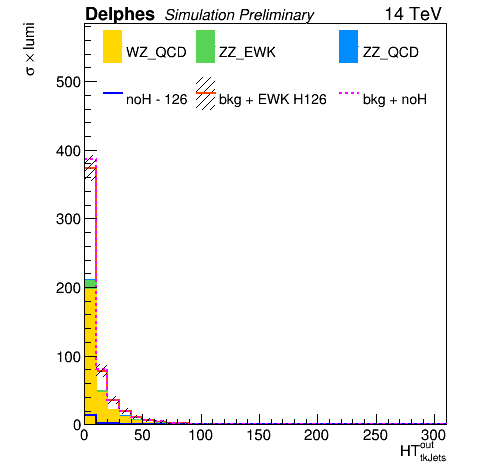 Delphes Simulation Preliminary 14 TeV
σ × lumi
WZ_QCD ZZ_EWK ZZ_QCD
noH - 126 bkg + EWK H126 bkg + noH
500
400
300
200
100
0
0 50 100 150 200 250 300
HT^out_tkJets